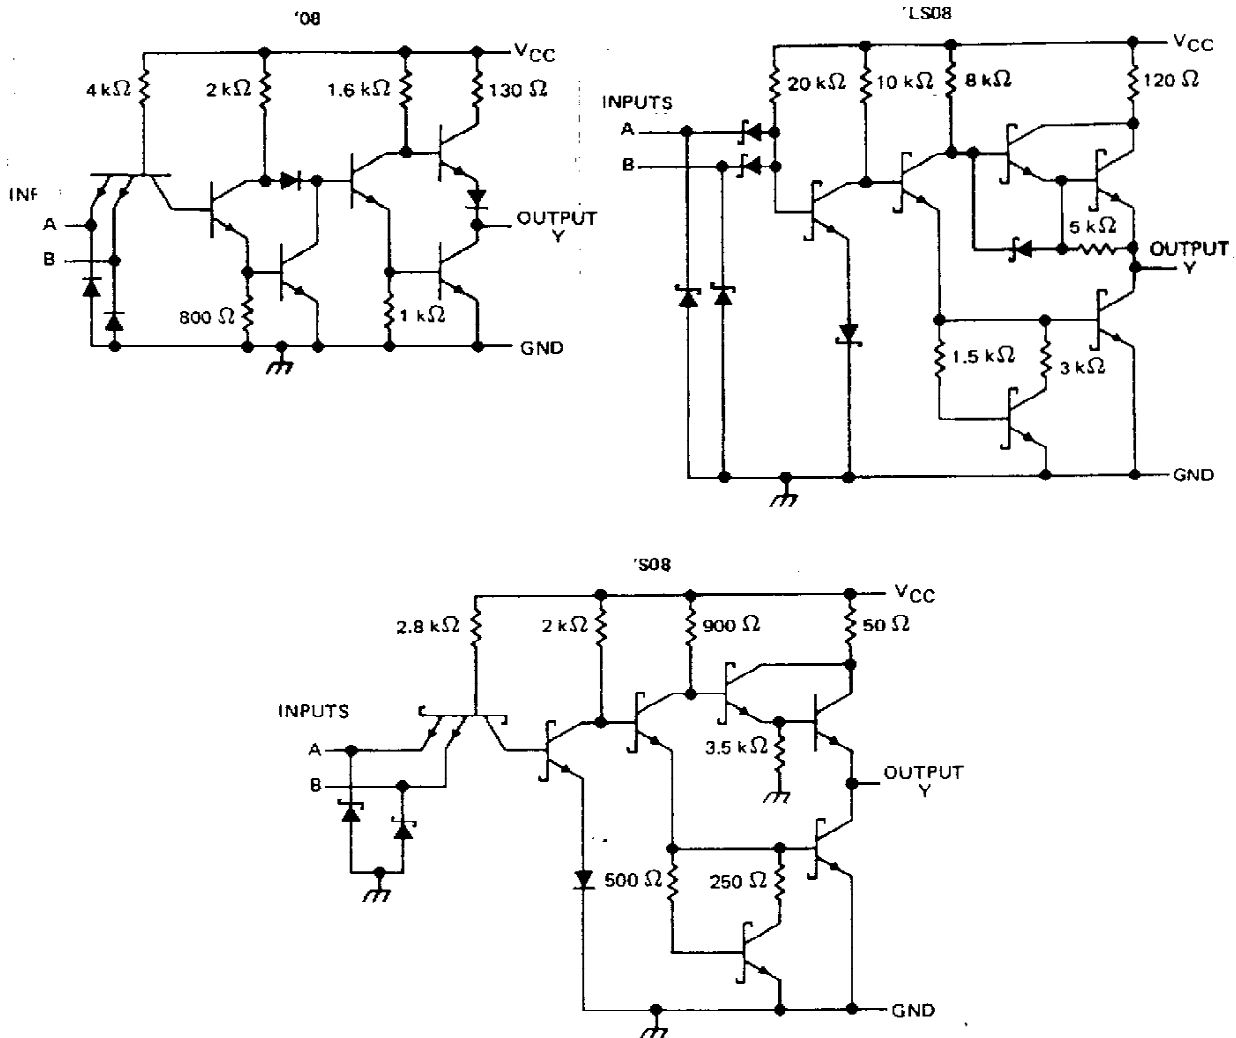 '08
VCC
4 kΩ
2 kΩ
1.6 kΩ
130 Ω
INF
A
B
OUTPUT
Y
800 Ω
1 kΩ
GND
'LS08
VCC
20 kΩ
10 kΩ
8 kΩ
120 Ω
INPUTS
A
B
5 kΩ
OUTPUT
Y
1.5 kΩ
3 kΩ
GND
'S08
VCC
2.8 kΩ
2 kΩ
900 Ω
50 Ω
INPUTS
A
B
3.5 kΩ
OUTPUT
Y
500 Ω
250 Ω
GND